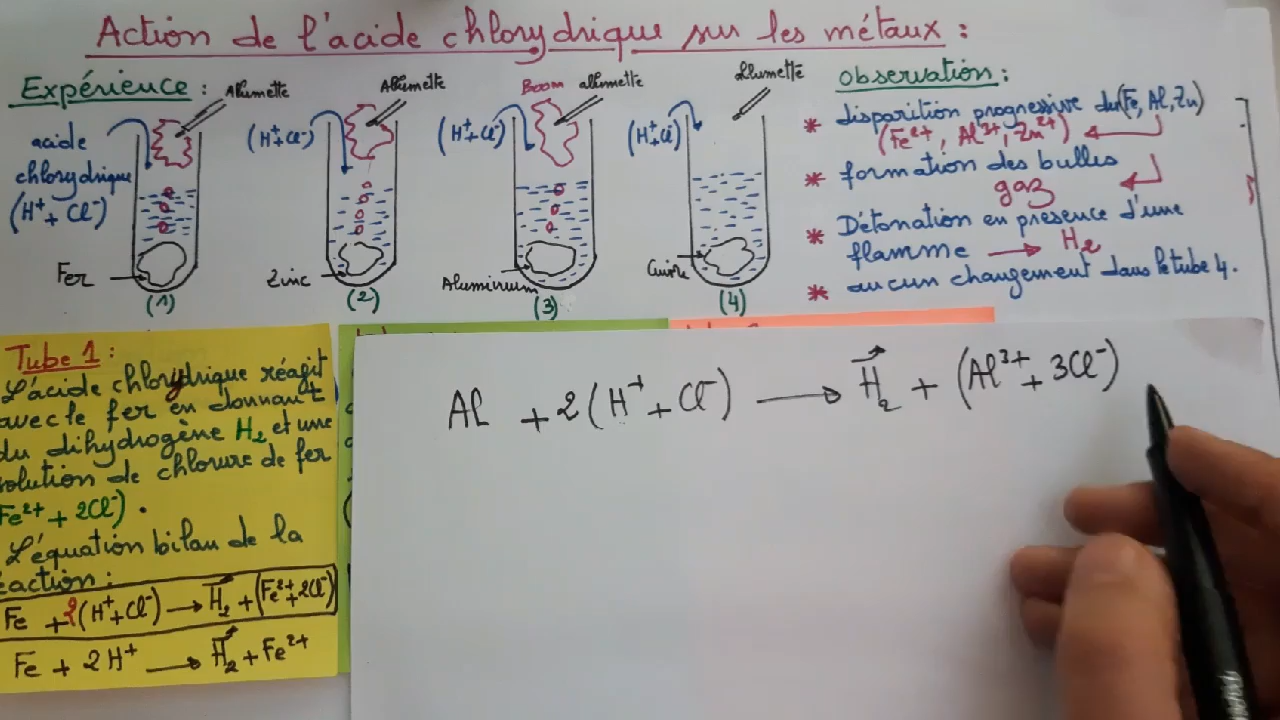 Action de l'acide chlorydrique sur les métaux :
Expérience :
acide
chlorydrique
(H⁺ + Cl⁻)
Allumette
Fer
(1)
Allumette
(H⁺+Cl⁻)
Zinc
(2)
Boom allumette
(H⁺+Cl⁻)
Aluminium
(3)
Allumette
(H⁺+Cl⁻)
Cuivre
(4)
Observation :
* disparition progressive du (Fe, Al, Zn)
(Fe²⁺, Al³⁺, Zn²⁺)
* formation des bulles
gaz
* Détonation en présence d'une
flamme → H₂
* aucun changement dans le tube 4.
Tube 1 :
L'acide chlorydrique réagit
avec le fer en donnant
du dihydrogène H₂ et une
solution de chlorure de fer
Fe²⁺ + 2Cl⁻).
L'équation bilan de la
éaction :
Fe + 2(H⁺+Cl⁻) → H₂ + (Fe²⁺+2Cl⁻)
Fe + 2H⁺ → H₂ + Fe²⁺
Al + 2(H⁺+Cl⁻) → H₂ + (Al³⁺+3Cl⁻)